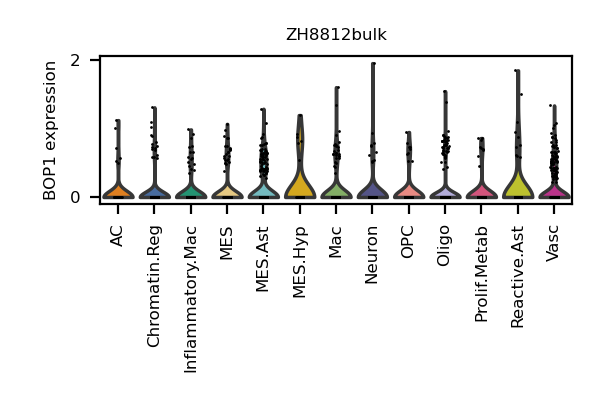 ZH8812bulk
BOP1 expression
2
0
AC
Chromatin.Reg
Inflammatory.Mac
MES
MES.Ast
MES.Hyp
Mac
Neuron
OPC
Oligo
Prolif.Metab
Reactive.Ast
Vasc